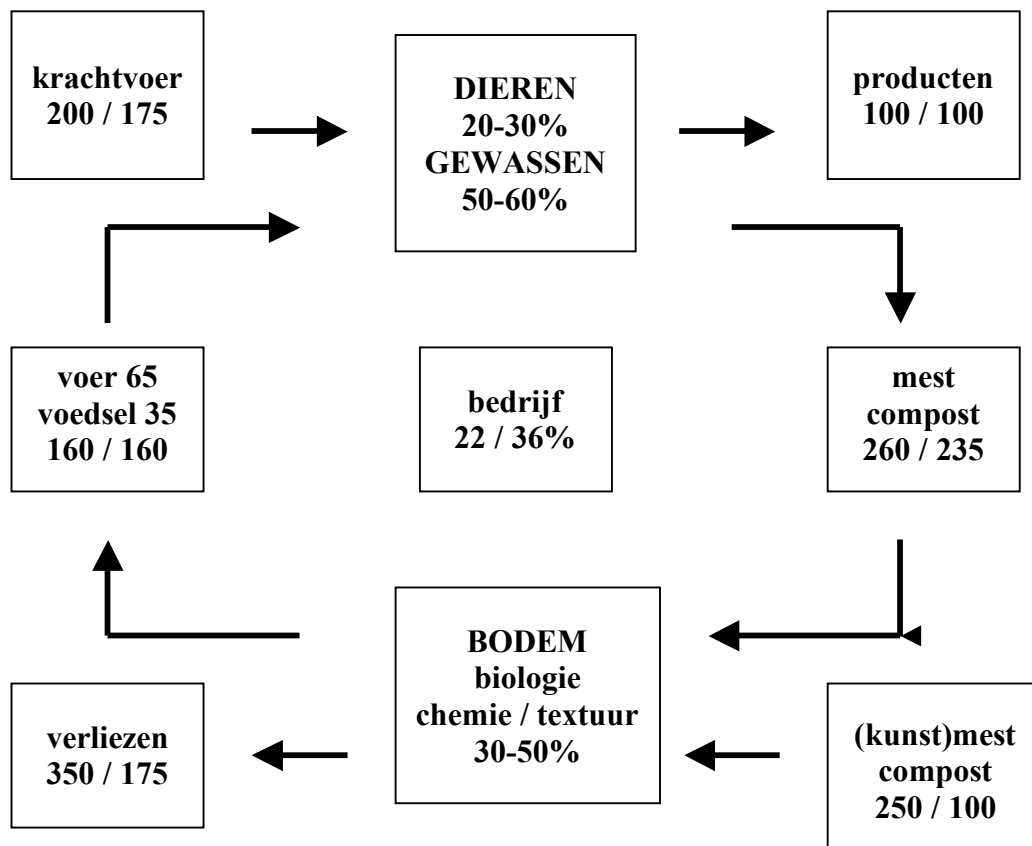 krachtvoer
200 / 175
DIEREN
20-30%
GEWASSEN
50-60%
producten
100 / 100
voer 65
voedsel 35
160 / 160
bedrijf
22 / 36%
mest
compost
260 / 235
verliezen
350 / 175
BODEM
biologie
chemie / textuur
30-50%
(kunst)mest
compost
250 / 100